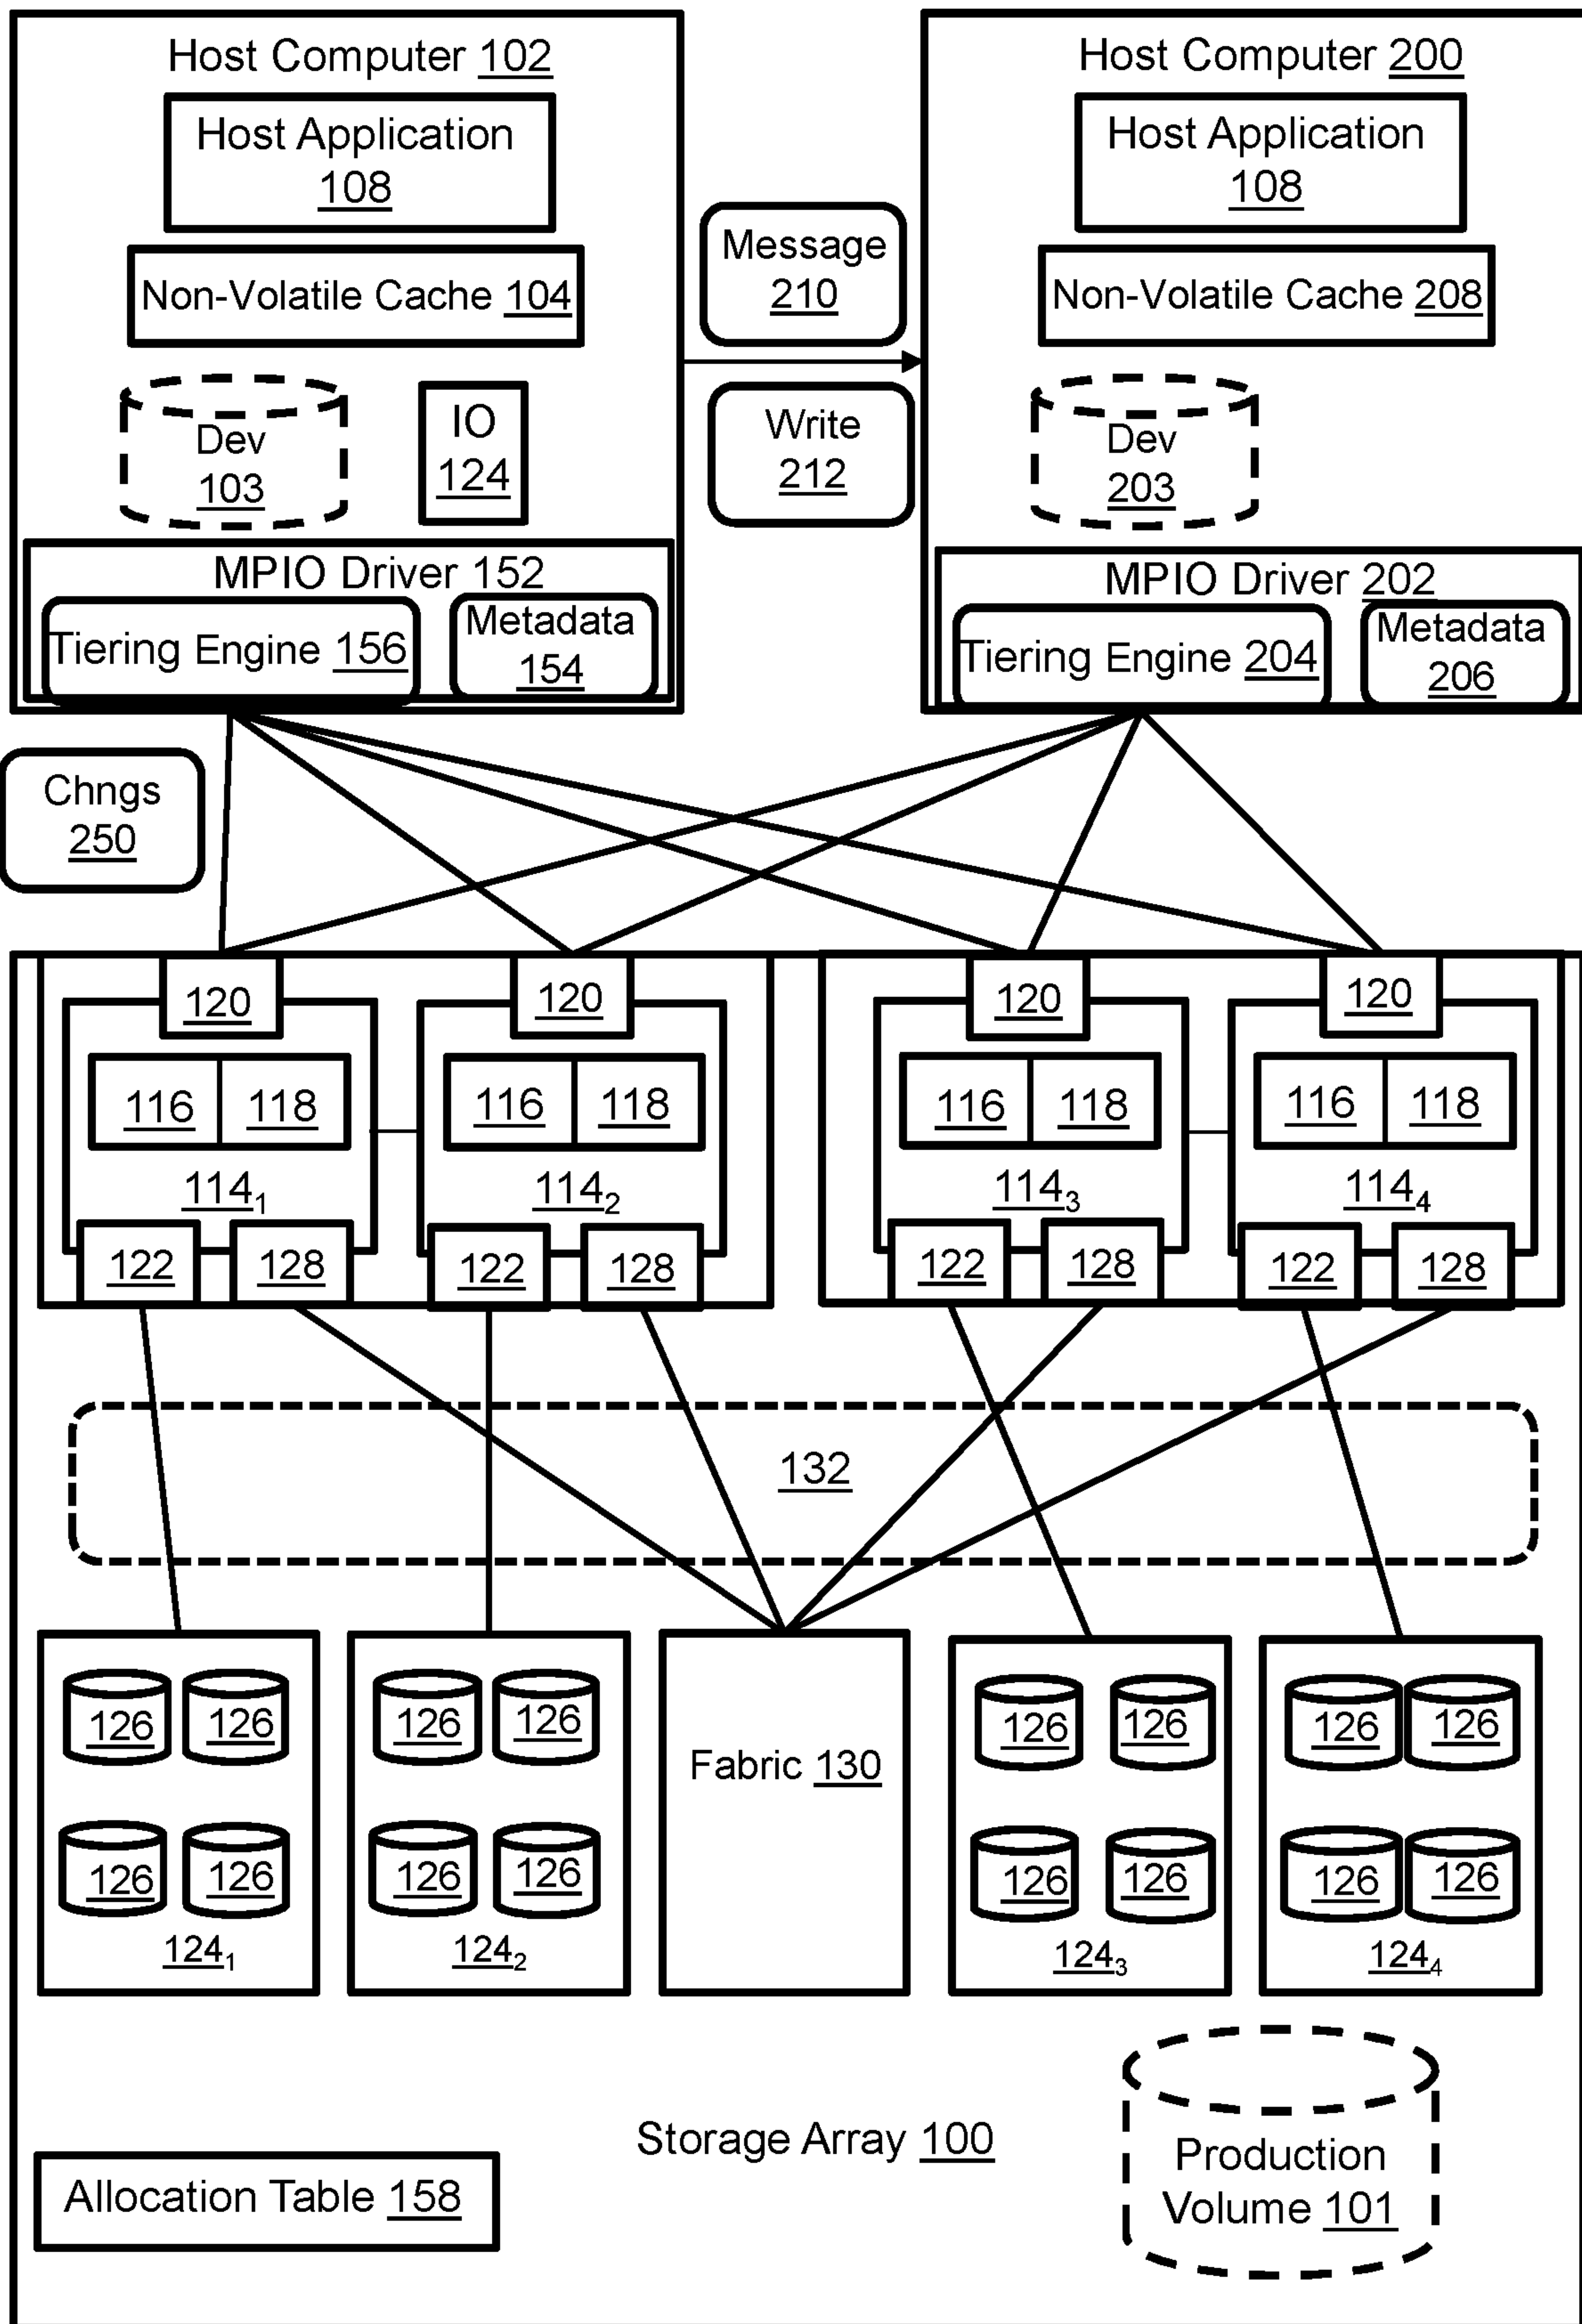 Host Computer 102
Host Application
108
Non-Volatile Cache 104
Dev
103
IO
124
MPIO Driver 152
Tiering Engine 156
Metadata
154
Message
210
Write
212
Host Computer 200
Host Application
108
Non-Volatile Cache 208
Dev
203
MPIO Driver 202
Tiering Engine 204
Metadata
206
Chngs
250
120
120
120
120
116 118
116 118
116 118
116 118
114₁
114₂
114₃
114₄
122 128
122 128
122 128
122 128
132
126 126
126 126
124₁
126 126
126 126
124₂
Fabric 130
126 126
126 126
124₃
126 126
126 126
124₄
Storage Array 100
Allocation Table 158
Production
Volume 101